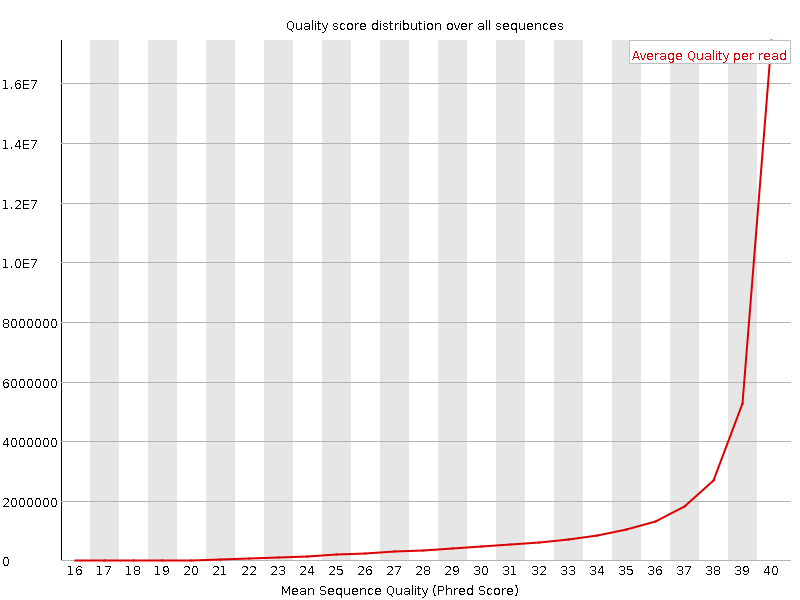 Quality score distribution over all sequences
Average Quality per read
1.6E7
1.4E7
1.2E7
1.0E7
8000000
6000000
4000000
2000000
0
16 17 18 19 20 21 22 23 24 25 26 27 28 29 30 31 32 33 34 35 36 37 38 39 40
Mean Sequence Quality (Phred Score)